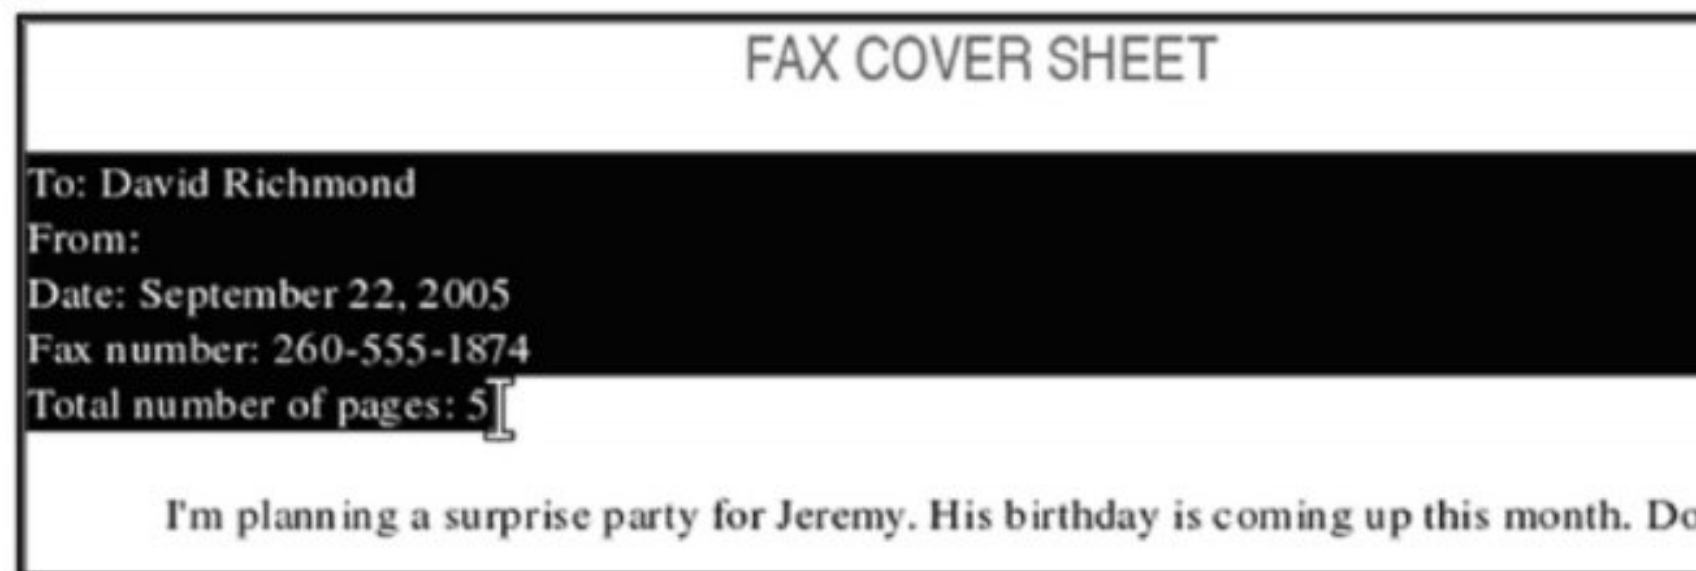 FAX COVER SHEET
To: David Richmond
From:
Date: September 22, 2005
Fax number: 260-555-1874
Total number of pages: 5
I'm planning a surprise party for Jeremy. His birthday is coming up this month. Do